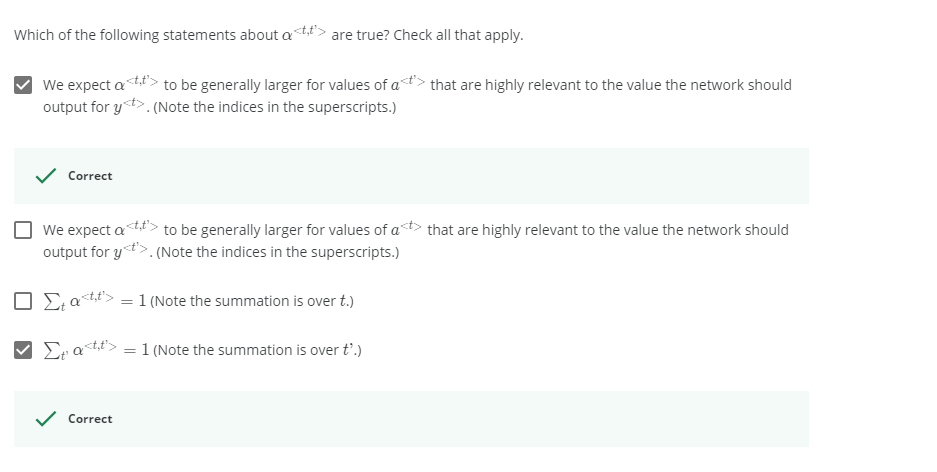 Which of the following statements about α<t,t'> are true? Check all that apply.
We expect α<t,t'> to be generally larger for values of a<t'> that are highly relevant to the value the network should
output for y<t>. (Note the indices in the superscripts.)
Correct
We expect α<t,t'> to be generally larger for values of a<t> that are highly relevant to the value the network should
output for y<t'>. (Note the indices in the superscripts.)
∑t α<t,t'> = 1 (Note the summation is over t.)
∑t' α<t,t'> = 1 (Note the summation is over t'.)
Correct